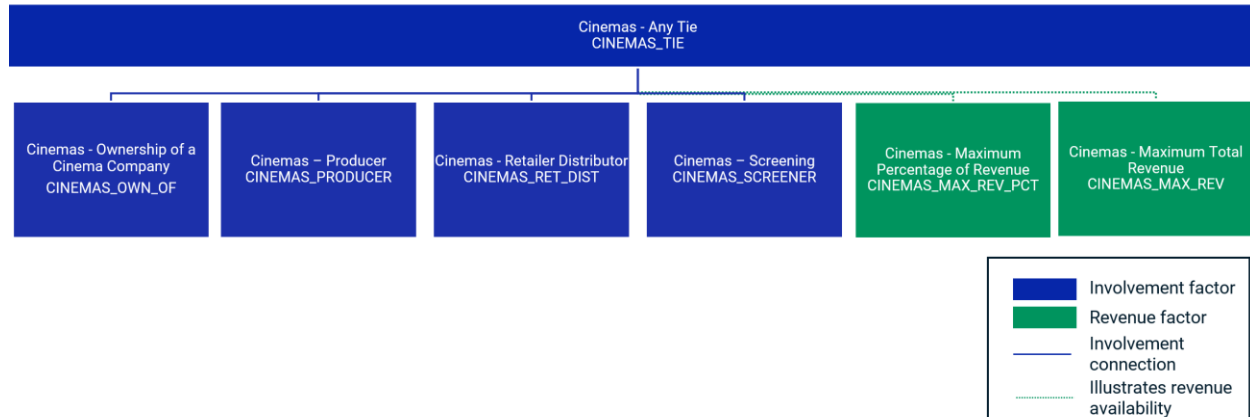 Cinemas - Any Tie
CINEMAS_TIE
Cinemas - Ownership of a
Cinema Company
CINEMAS_OWN_OF
Cinemas – Producer
CINEMAS_PRODUCER
Cinemas - Retailer Distributor
CINEMAS_RET_DIST
Cinemas – Screening
CINEMAS_SCREENER
Cinemas - Maximum
Percentage of Revenue
CINEMAS_MAX_REV_PCT
Cinemas - Maximum Total
Revenue
CINEMAS_MAX_REV
Involvement factor
Revenue factor
Involvement
connection
Illustrates revenue
availability